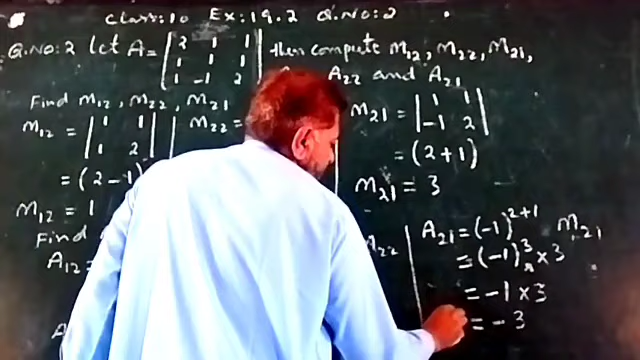 Class:10 Ex:19.2 Q.No:2
Q.No:2 Let A = | 2 1 1 | then compute M12, M22, M21,
| 1 1 1 |
| 1 -1 2 |
A22 and A21
Find M12, M22, M21
M12 = | 1 1 |
| 1 2 |
= (2-1)
M12 = 1
M22 =
M21 = | 1 1 |
| -1 2 |
= (2+1)
M21 = 3
Find
A12 =
A22
A21 = (-1)^2+1 M21
= (-1)^3 × 3
= -1 × 3
= -3